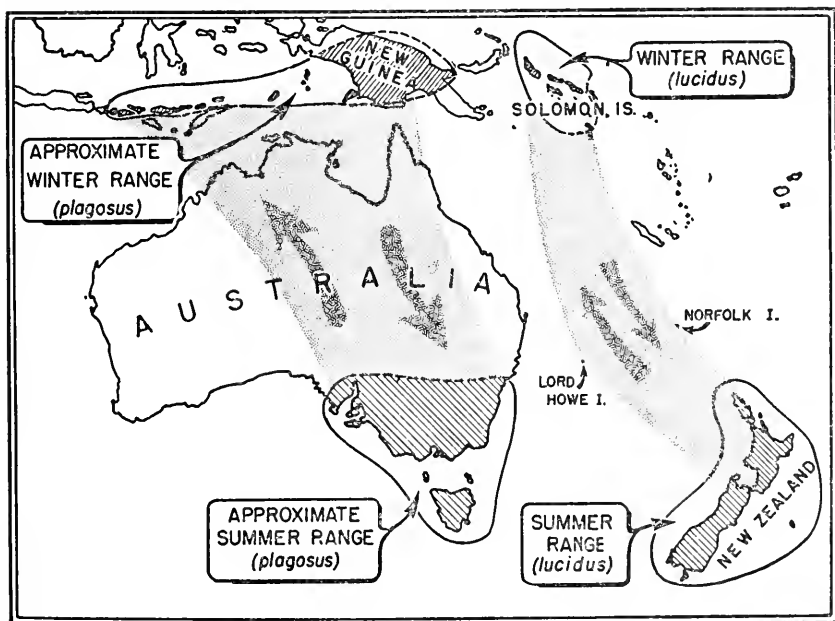 NEW
GUINEA
WINTER RANGE
(lucidus)
SOLOMON IS.
APPROXIMATE
WINTER RANGE
(plagosus)
AUSTRALIA
NORFOLK I.
LORD
HOWE I.
APPROXIMATE
SUMMER RANGE
(plagosus)
SUMMER
RANGE
(lucidus)
NEW ZEALAND